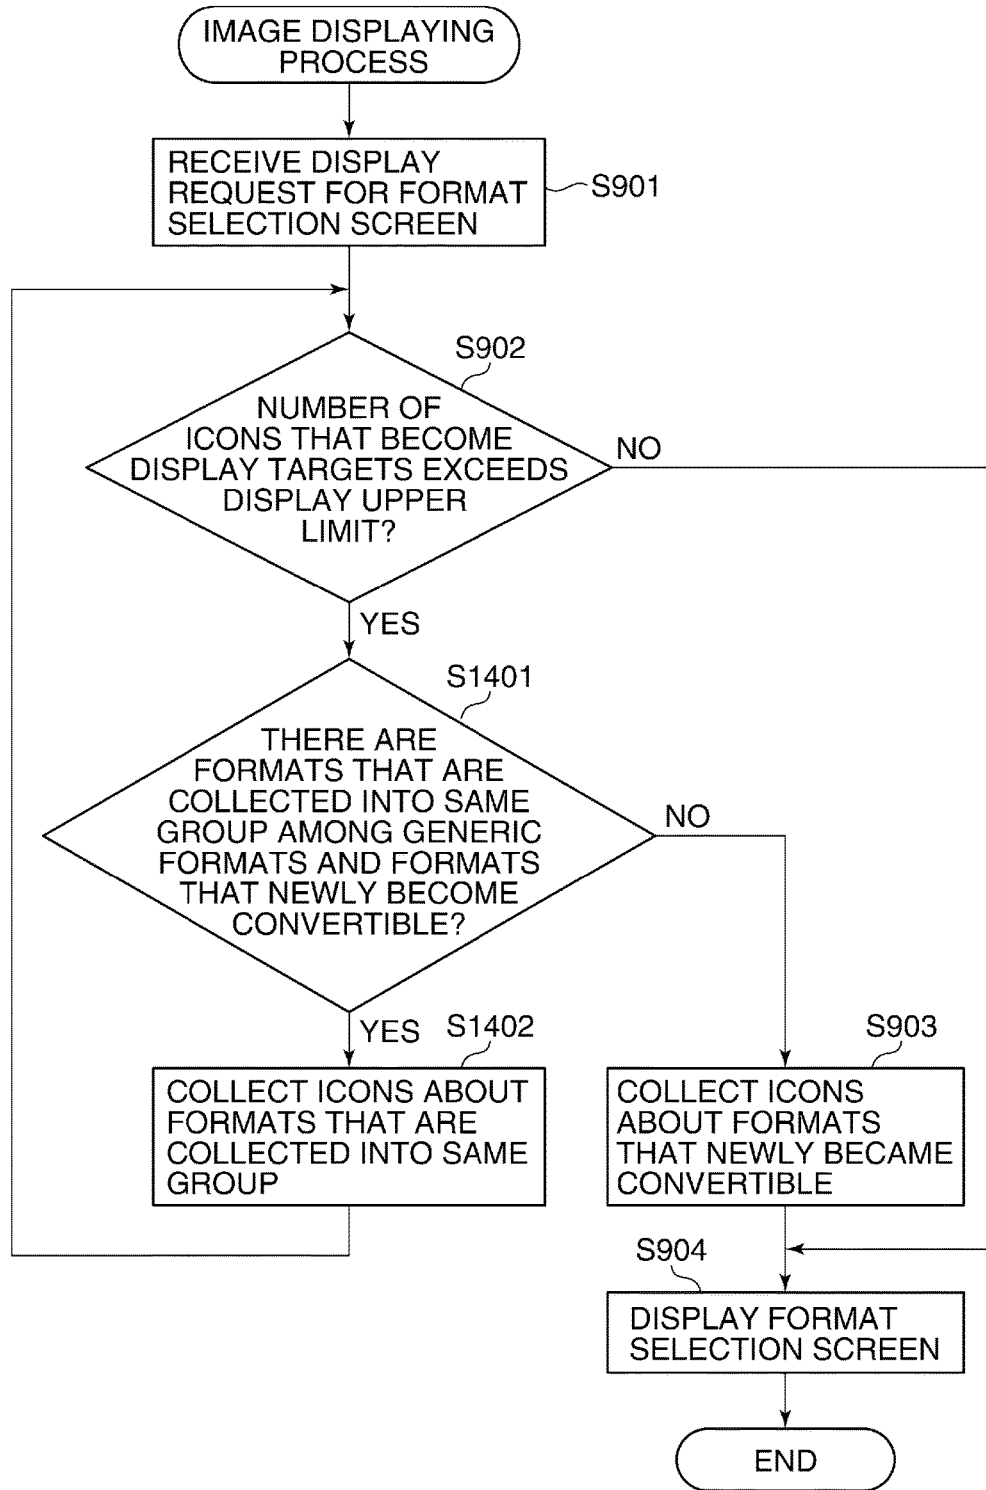 IMAGE DISPLAYING
PROCESS
RECEIVE DISPLAY
REQUEST FOR FORMAT
SELECTION SCREEN
S901
S902
NUMBER OF
ICONS THAT BECOME
DISPLAY TARGETS EXCEEDS
DISPLAY UPPER
LIMIT?
NO
YES
S1401
THERE ARE
FORMATS THAT ARE
COLLECTED INTO SAME
GROUP AMONG GENERIC
FORMATS AND FORMATS
THAT NEWLY BECOME
CONVERTIBLE?
NO
YES
S1402
COLLECT ICONS ABOUT
FORMATS THAT ARE
COLLECTED INTO SAME
GROUP
S903
COLLECT ICONS
ABOUT FORMATS
THAT NEWLY BECAME
CONVERTIBLE
S904
DISPLAY FORMAT
SELECTION SCREEN
END